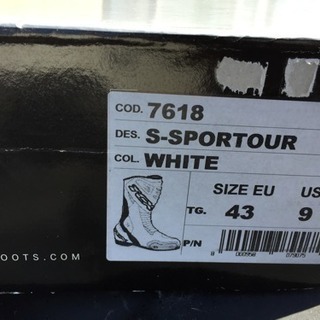 COD. 7618
DES. S-SPORTOUR
COL. WHITE
SIZE EU US
TG. 43 9
P/N
OOTS.COM